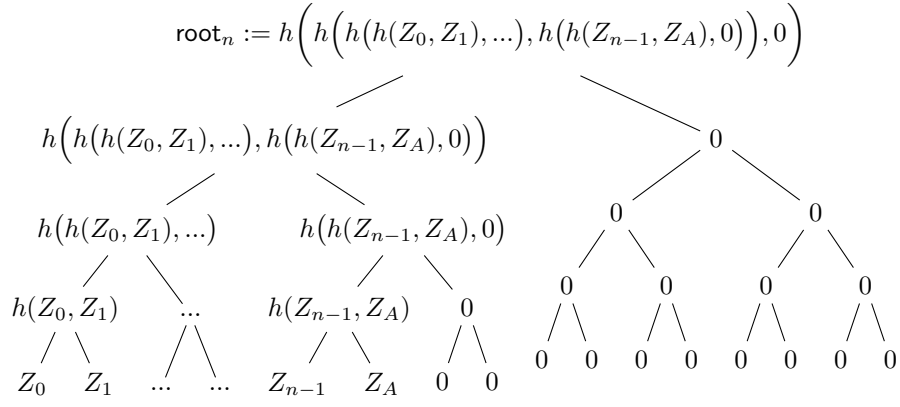 root_n := h(h(h(h(Z_0, Z_1), ...), h(h(Z_{n-1}, Z_A), 0)), 0)
h(h(h(Z_0, Z_1), ...), h(h(Z_{n-1}, Z_A), 0)) 0
h(h(Z_0, Z_1), ...) h(h(Z_{n-1}, Z_A), 0) 0 0
h(Z_0, Z_1) ... h(Z_{n-1}, Z_A) 0 0 0 0 0
Z_0 Z_1 ... ... Z_{n-1} Z_A 0 0 0 0 0 0 0 0 0 0